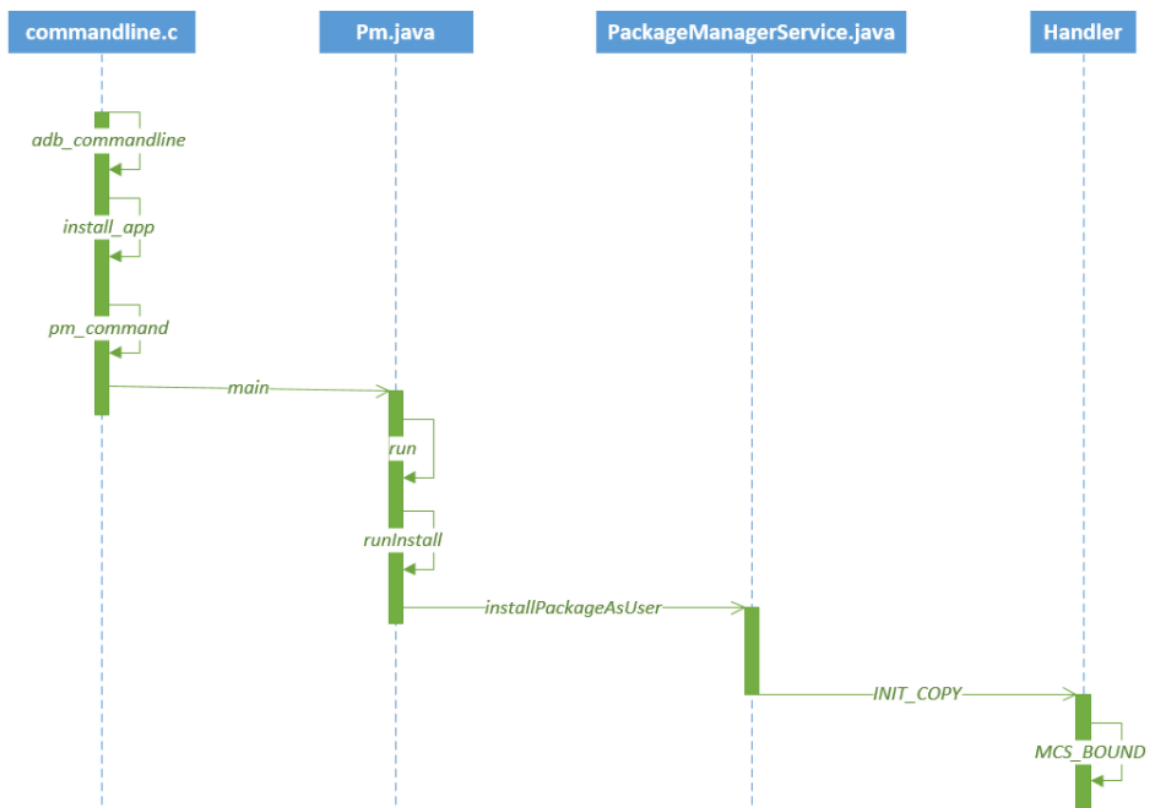 commandline.c
Pm.java
PackageManagerService.java
Handler
adb_commandline
install_app
pm_command
main
run
runInstall
installPackageAsUser
INIT_COPY
MCS_BOUND